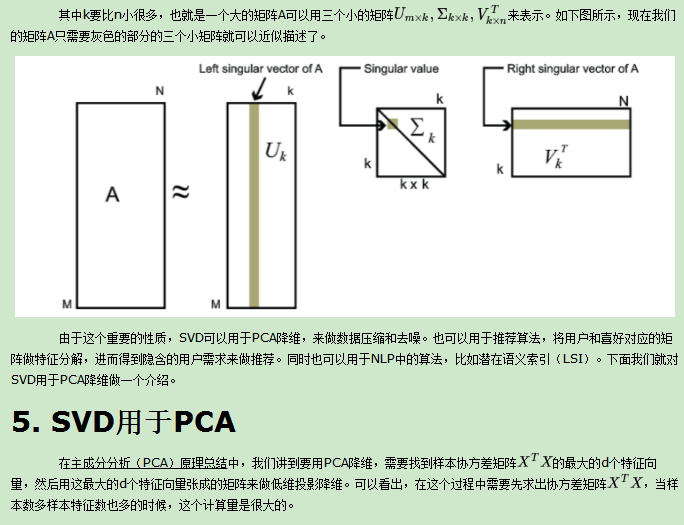 其中k要比n小很多，也就是一个大的矩阵A可以用三个小的矩阵$U_{m×k}, Σ_{k×k}, V^T_{k×n}$来表示。如下图所示，现在我们
的矩阵A只需要灰色的部分的三个小矩阵就可以近似描述了。
Left singular vector of A
Singular value
Right singular vector of A
N
k
k
N
A
≈
$U_k$
$Σ_k$
$V_k^T$
k
k
k x k
M
M
由于这个重要的性质，SVD可以用于PCA降维，来做数据压缩和去噪。也可以用于推荐算法，将用户和喜好对应的矩
阵做特征分解，进而得到隐含的用户需求来做推荐。同时也可以用于NLP中的算法，比如潜在语义索引（LSI）。下面我们就对
SVD用于PCA降维做一个介绍。
5. SVD用于PCA
在主成分分析（PCA）原理总结中，我们讲到要用PCA降维，需要找到样本协方差矩阵$X^TX$的最大的d个特征向
量，然后用这最大的d个特征向量张成的矩阵来做低维投影降维。可以看出，在这个过程中需要先求出协方差矩阵$X^TX$，当样
本数多样本特征数也多的时候，这个计算量是很大的。